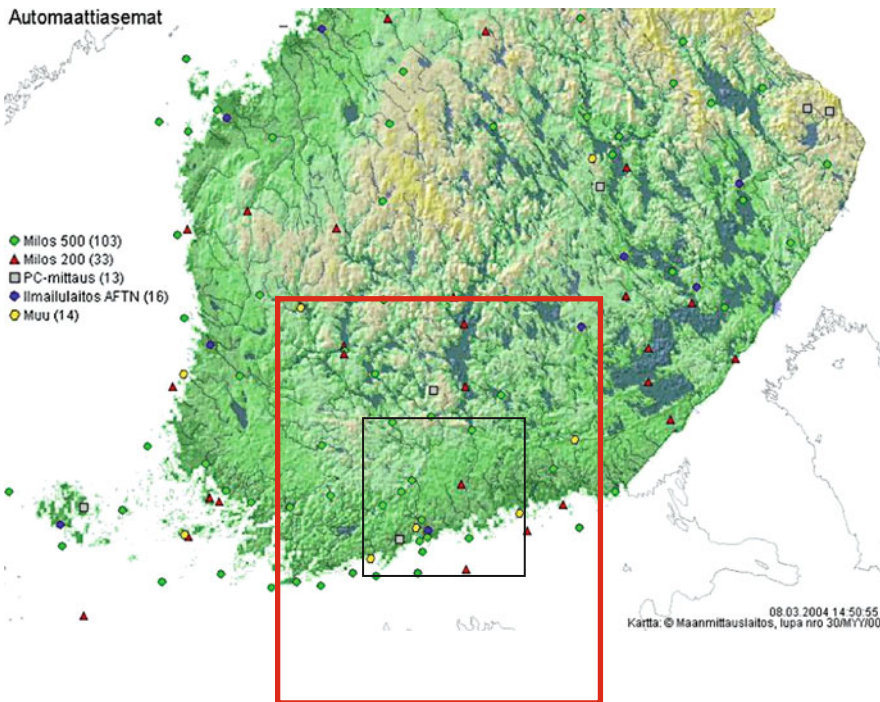 Automaattiasemat
Milos 500 (103)
Milos 200 (33)
PC-mittaus (13)
Ilmailulaitos AFTN (16)
Muu (14)
08.03.2004 14:50:55
Kartta: © Maanmittauslaitos, lupa nro 30/MYY/00